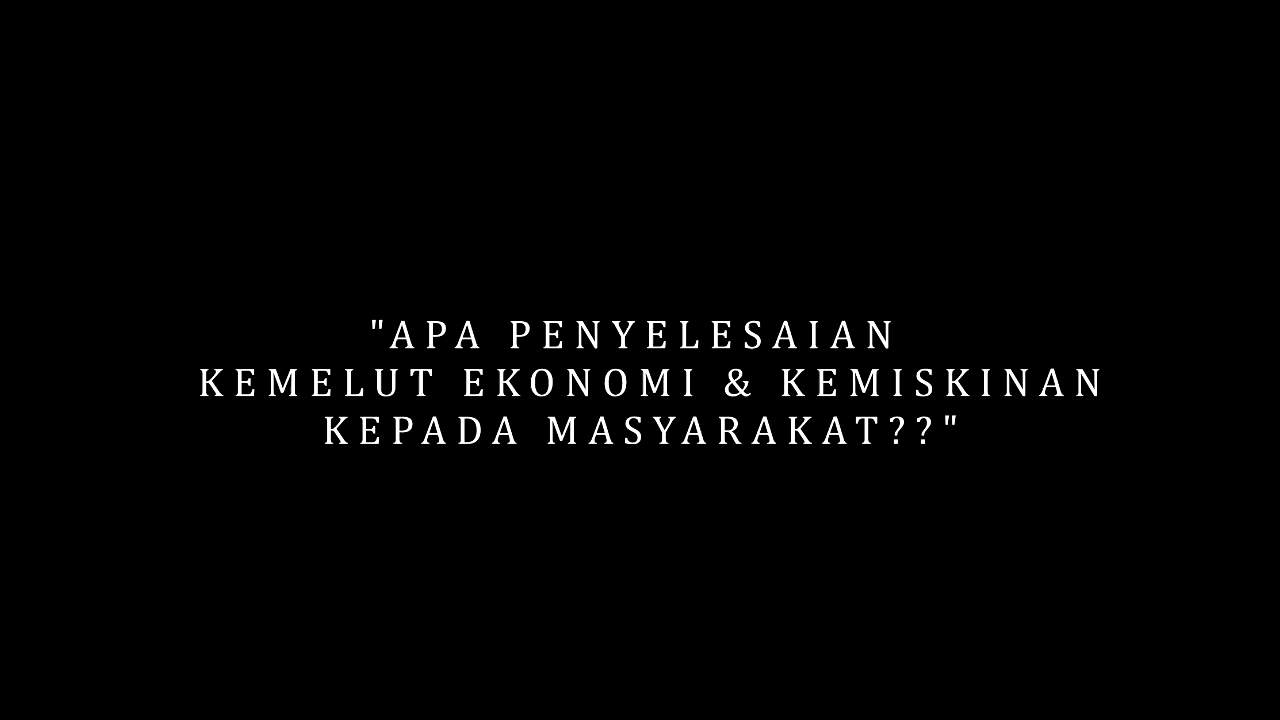 "APA PENYELESAIAN
KEMELUT EKONOMI & KEMISKINAN
KEPADA MASYARAKAT??"